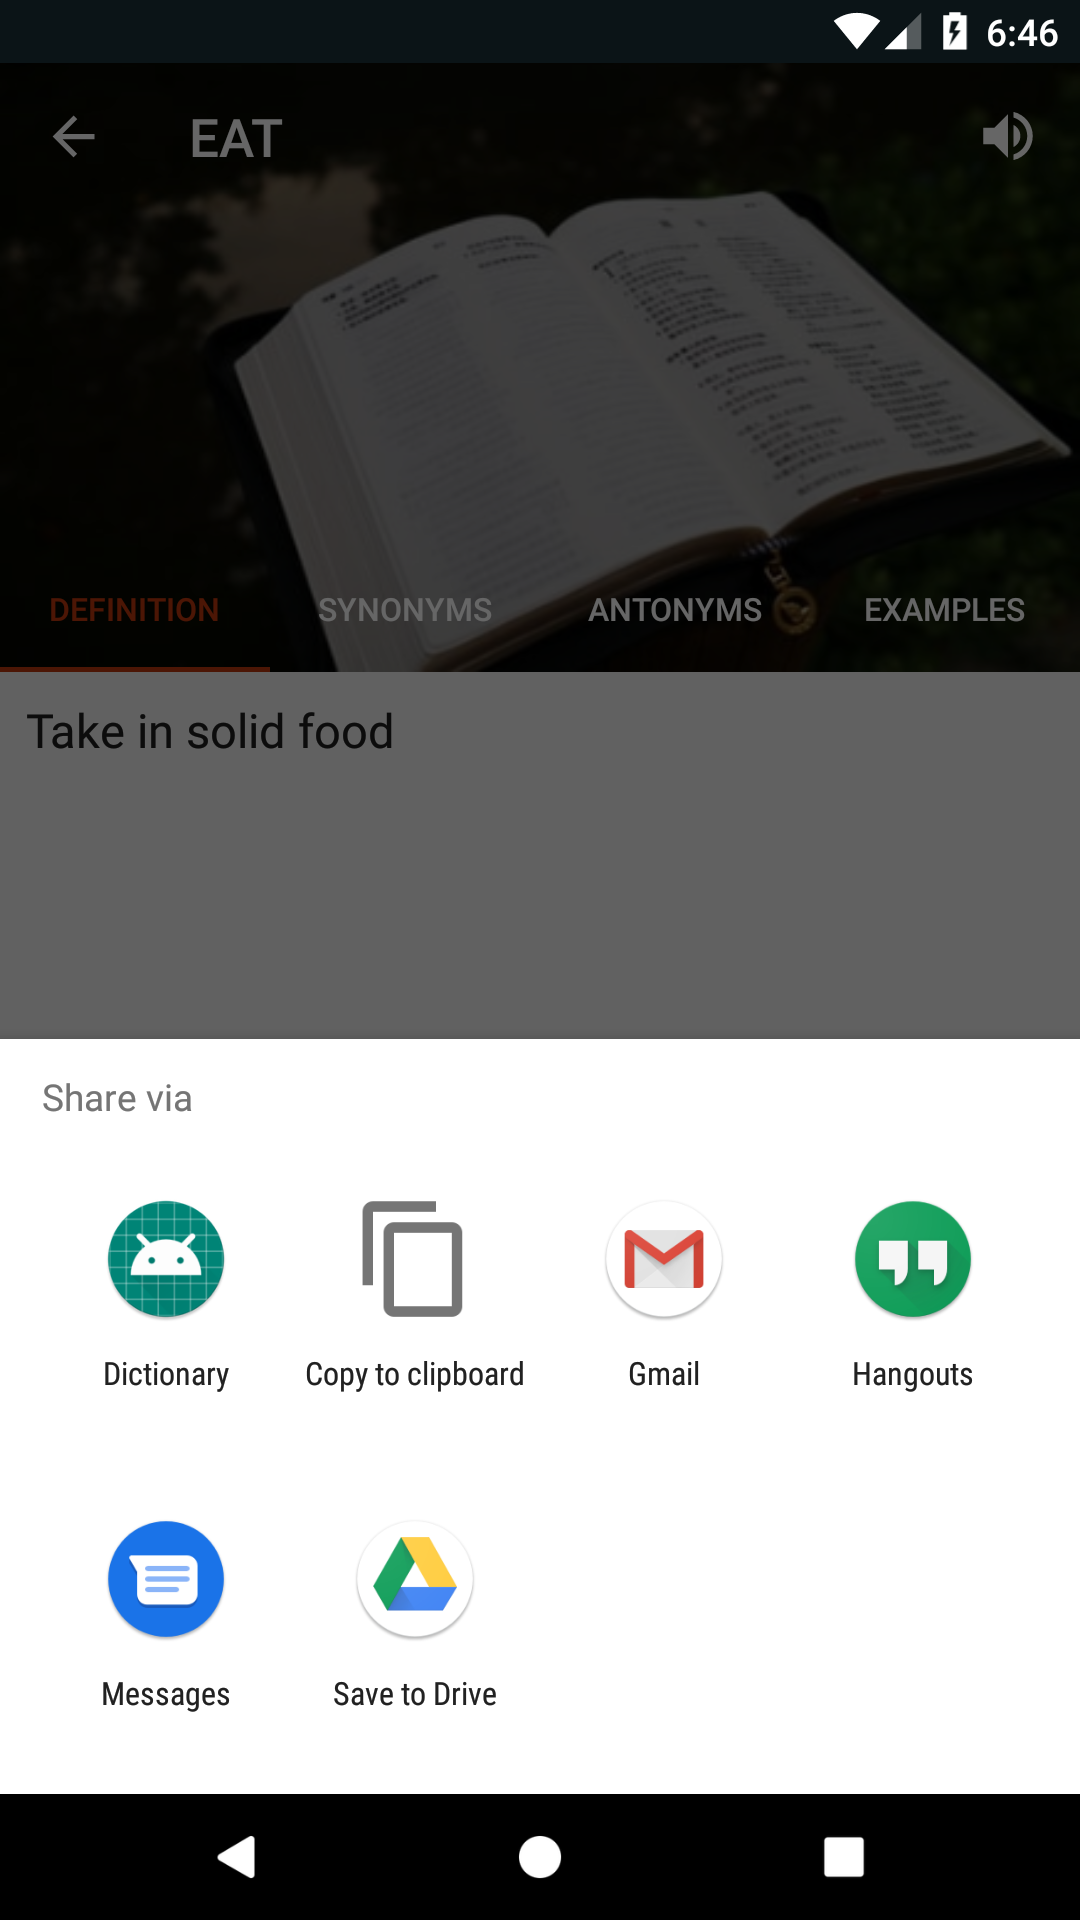 6:46
EAT
DEFINITION SYNONYMS ANTONYMS EXAMPLES
Take in solid food
Share via
Dictionary Copy to clipboard Gmail Hangouts
Messages Save to Drive